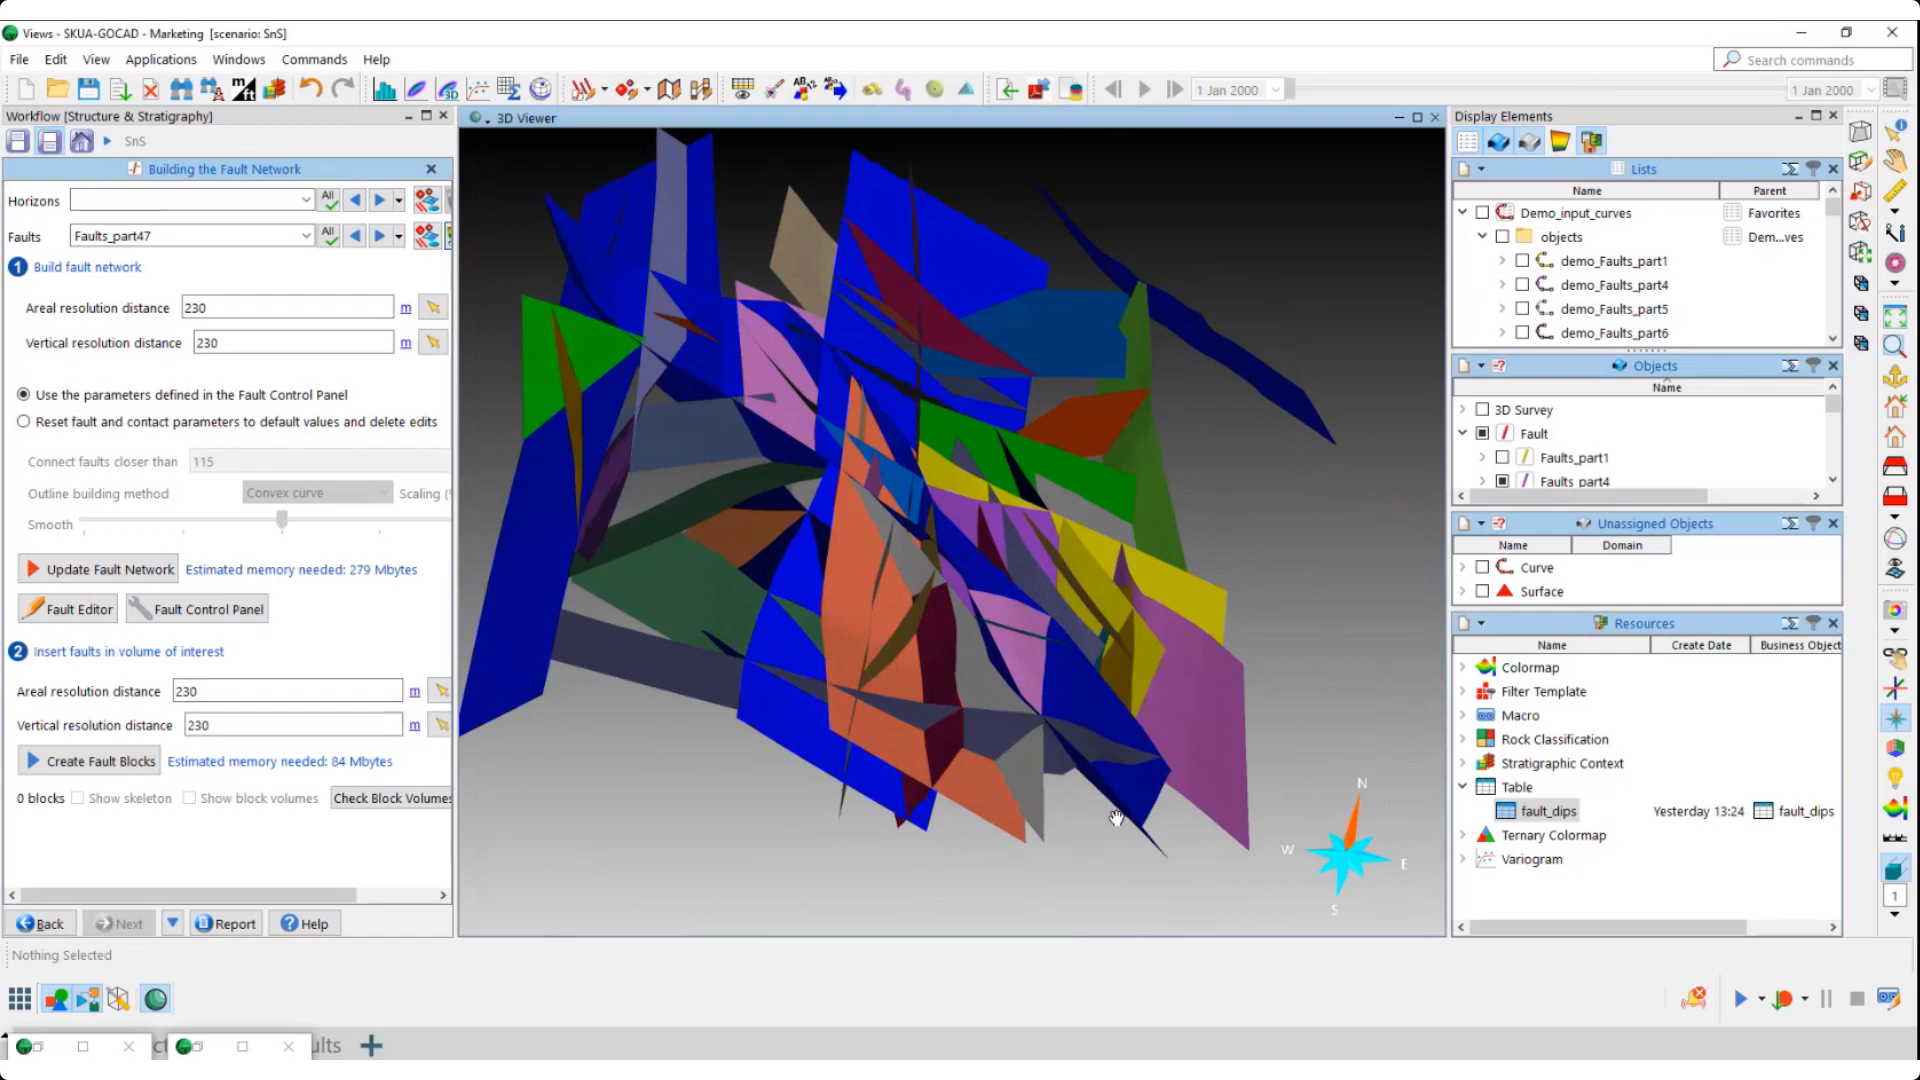 Views - SKUA-GOCAD - Marketing [scenario: SnS]
File Edit View Applications Windows Commands Help
Search commands
1 Jan 2000
1 Jan 2000
Workflow [Structure & Stratigraphy]
SnS
Building the Fault Network
Horizons
All
Faults
Faults_part47
All
1 Build fault network
Areal resolution distance 230 m
Vertical resolution distance 230 m
Use the parameters defined in the Fault Control Panel
Reset fault and contact parameters to default values and delete edits
Connect faults closer than 115
Outline building method Convex curve Scaling (
Smooth
Update Fault Network Estimated memory needed: 279 Mbytes
Fault Editor Fault Control Panel
2 Insert faults in volume of interest
Areal resolution distance 230 m
Vertical resolution distance 230 m
Create Fault Blocks Estimated memory needed: 84 Mbytes
0 blocks Show skeleton Show block volumes Check Block Volumes
Back Next Report Help
Nothing Selected
3D Viewer
N
W
E
S
Display Elements
Lists
Name Parent
Demo_input_curves Favorites
objects Dem...ves
demo_Faults_part1
demo_Faults_part4
demo_Faults_part5
demo_Faults_part6
Objects
Name
3D Survey
Fault
Faults_part1
Faults_part4
Unassigned Objects
Name Domain
Curve
Surface
Resources
Name Create Date Business Object
Colormap
Filter Template
Macro
Rock Classification
Stratigraphic Context
Table
fault_dips Yesterday 13:24 fault_dips
Ternary Colormap
Variogram
1
ults